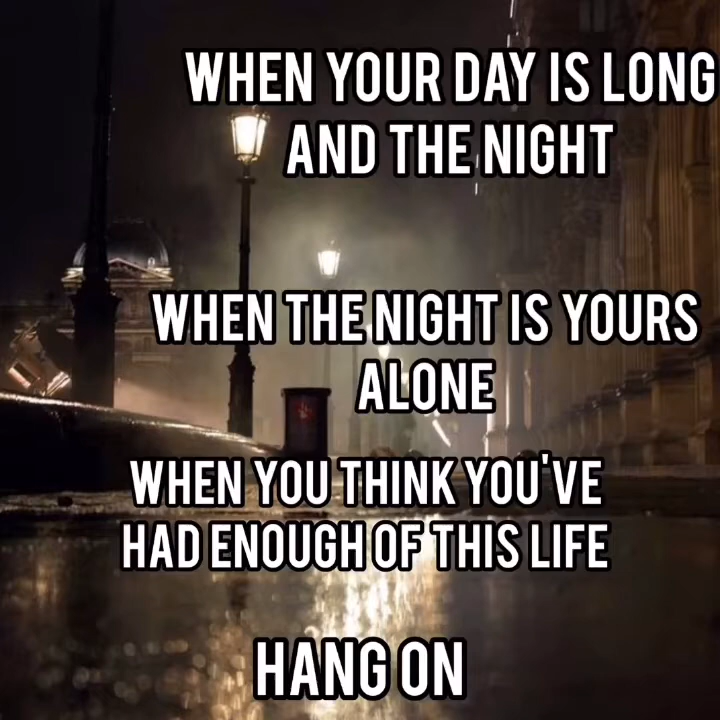 WHEN YOUR DAY IS LONG
AND THE NIGHT
WHEN THE NIGHT IS YOURS
ALONE
WHEN YOU THINK YOU'VE
HAD ENOUGH OF THIS LIFE
HANG ON